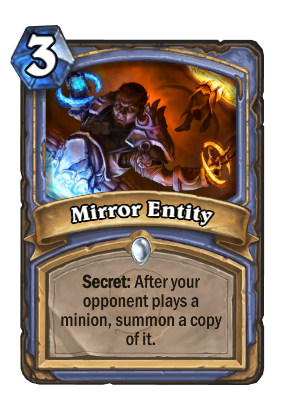 3
Mirror Entity
Secret: After your
opponent plays a
minion, summon a copy
of it.